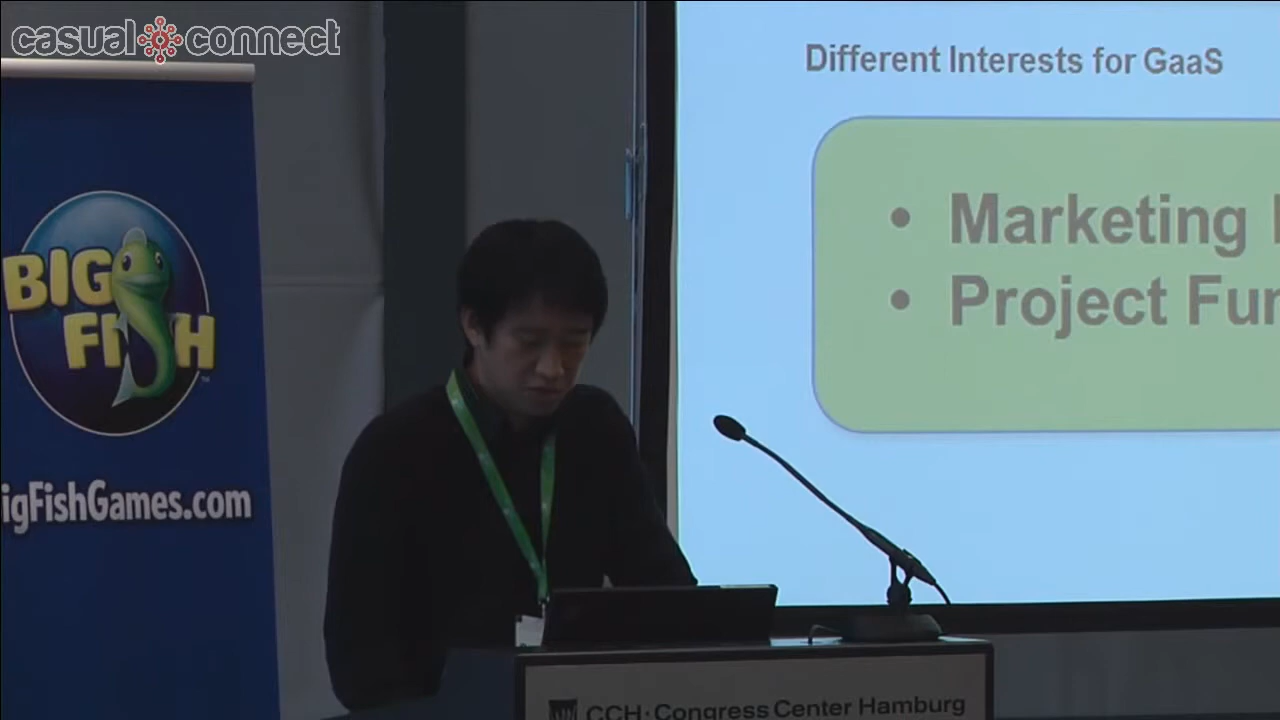 casual connect
Different Interests for GaaS
• Marketing
• Project
BIG
FISH
igFishGames.com
CCH·Congress Center Hamburg